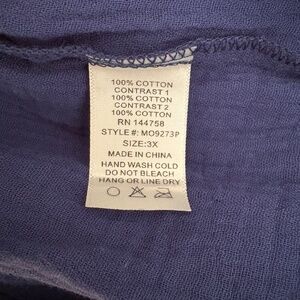 100% COTTON
CONTRAST 1
100% COTTON
CONTRAST 2
100% COTTON
RN 144758
STYLE #: MO9273P
SIZE:3X
MADE IN CHINA
HAND WASH COLD
DO NOT BLEACH
HANG OR LINE DRY